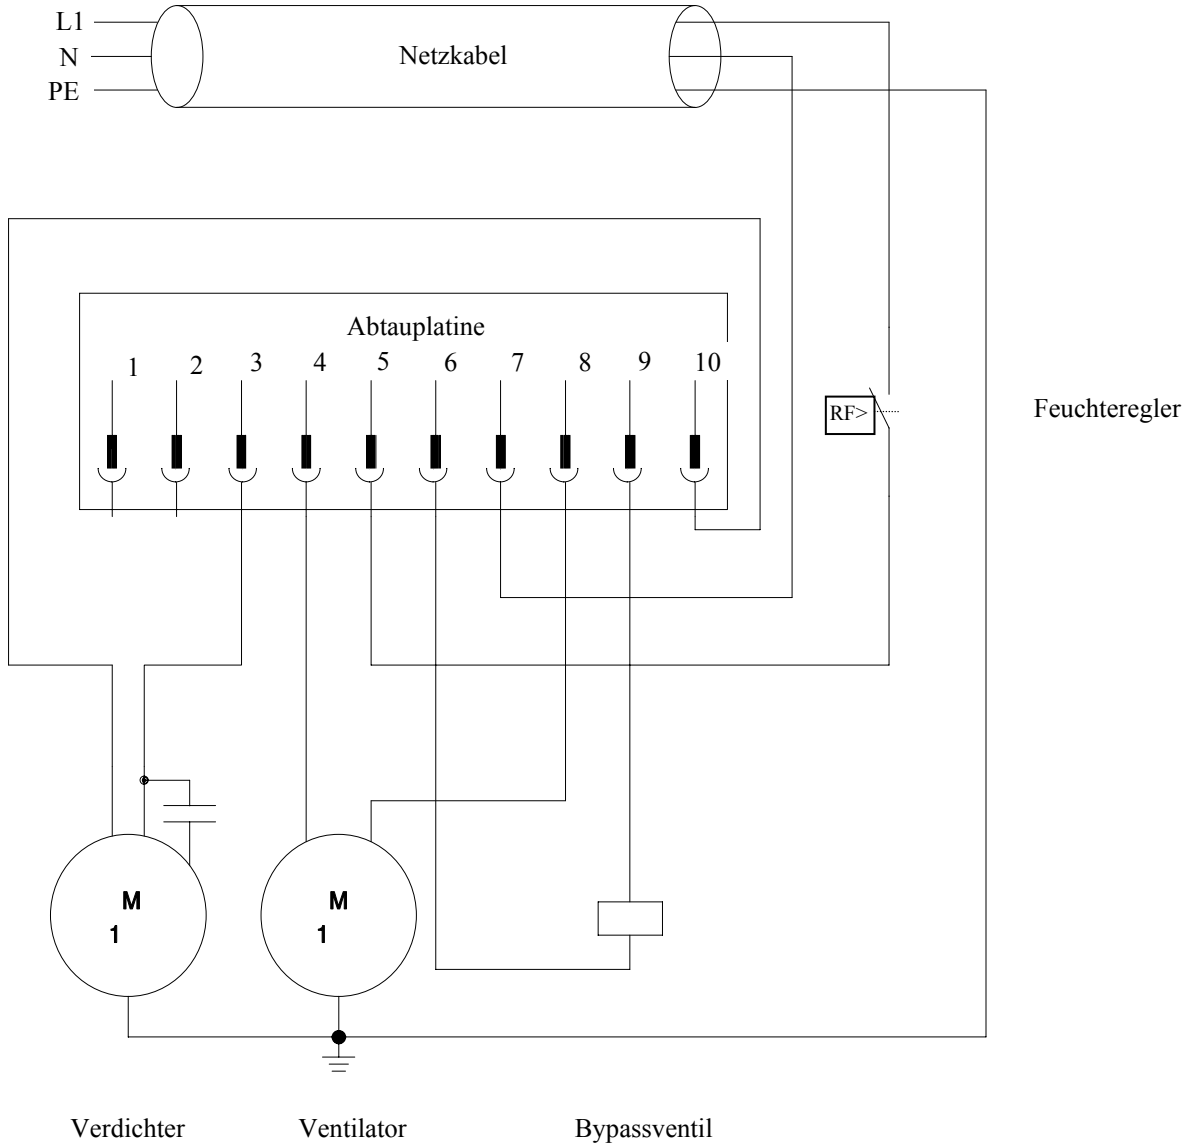 L1
N
PE
Netzkabel
Abtauplatine
1 2 3 4 5 6 7 8 9 10
RF>
Feuchteregler
M
1
M
1
Verdichter
Ventilator
Bypassventil